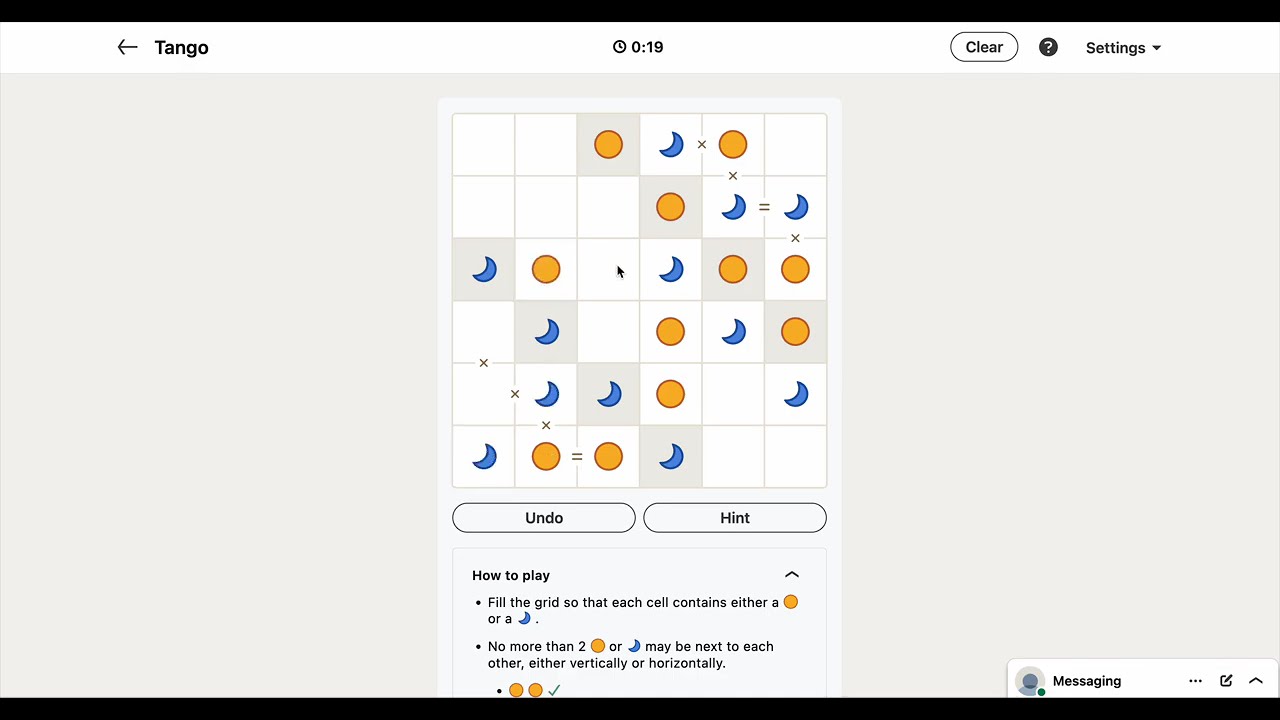 Tango
0:19
Clear
?
Settings
×
×
=
×
×
×
×
=
Undo
Hint
How to play
• Fill the grid so that each cell contains either a
or a .
• No more than 2 or may be next to each
other, either vertically or horizontally.
•
Messaging